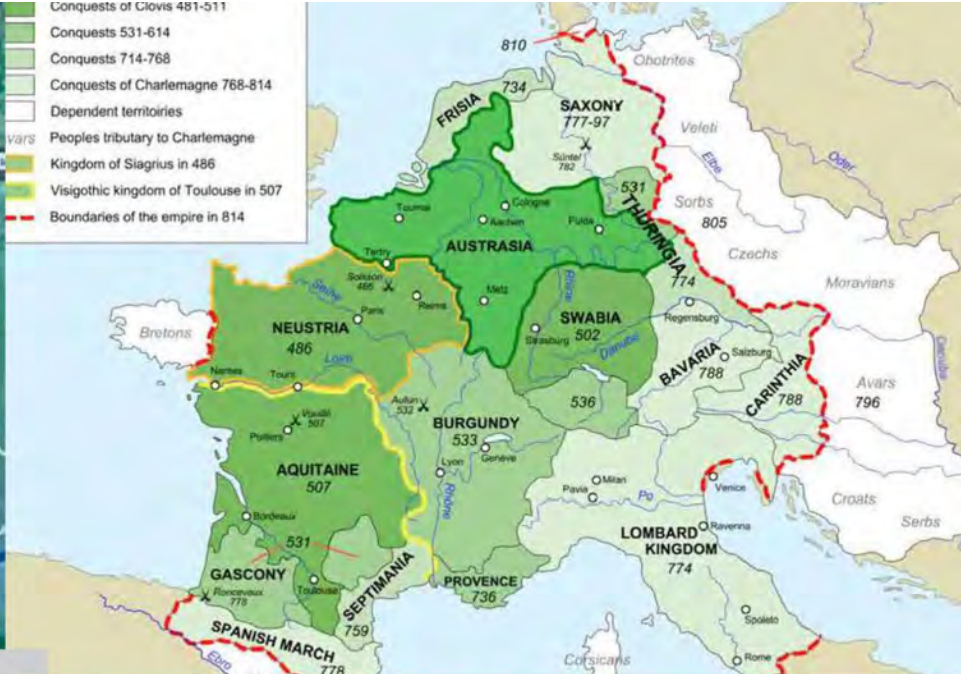 Conquests of Clovis 481-511
Conquests 531-614
Conquests 714-768
Conquests of Charlemagne 768-814
Dependent territoiries
vars Peoples tributary to Charlemagne
Kingdom of Siagrius in 486
Visigothic kingdom of Toulouse in 507
Boundaries of the empire in 814
810
Obotrites
734
FRISIA
SAXONY
777-97
Süntel
782
Veleti
Elbe
Oder
531
THURINGIA
Sorbs
805
Czechs
Moravians
Tournai
Cologne
Aachen
Fulda
AUSTRASIA
Tertry
Soisson
486
Reims
Metz
774
Seine
Paris
NEUSTRIA
486
Rhine
SWABIA
502
Strasburg
Danube
Regensburg
Bretons
Loire
Nantes
Tours
BAVARIA
788
Salzburg
CARINTHIA
788
Avars
796
Danube
Autun
532
536
Vouillé
507
Poitiers
BURGUNDY
533
Genève
Lyon
Rhône
AQUITAINE
507
Milan
Pavia
Po
Venice
Croats
Serbs
Bordeaux
531
LOMBARD
KINGDOM
774
Ravenna
GASCONY
Roncevaux
778
Toulouse
SEPTIMANIA
759
PROVENCE
736
SPANISH MARCH
778
Ebro
Spoleto
Corsicans
Rome